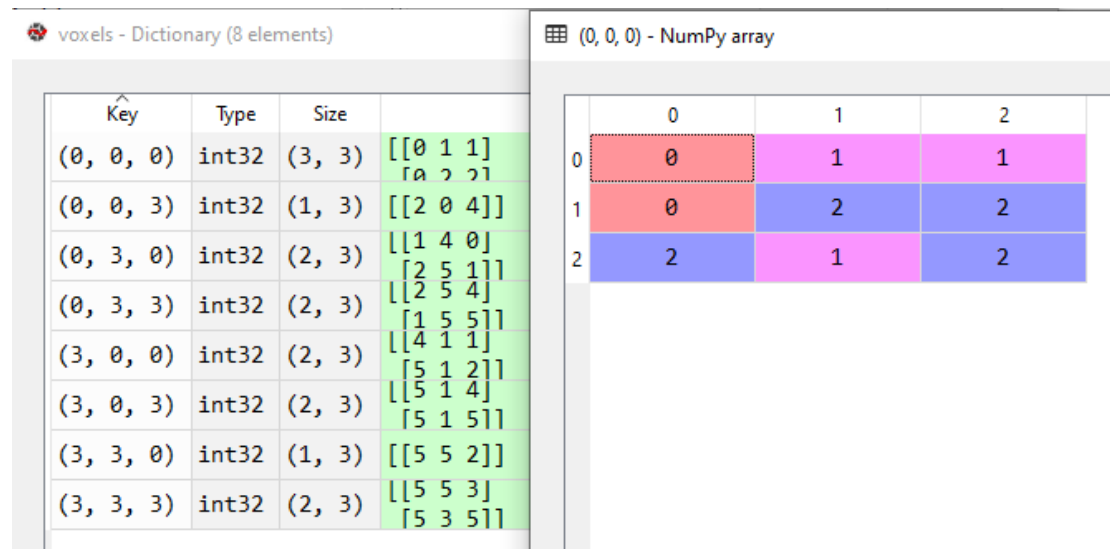 voxels - Dictionary (8 elements)
Key Type Size
(0, 0, 0) int32 (3, 3) [[0 1 1]
[0 2 2]
(0, 0, 3) int32 (1, 3) [[2 0 4]]
(0, 3, 0) int32 (2, 3) [[1 4 0]
[2 5 1]]
(0, 3, 3) int32 (2, 3) [[2 5 4]
[1 5 5]]
(3, 0, 0) int32 (2, 3) [[4 1 1]
[5 1 2]]
(3, 0, 3) int32 (2, 3) [[5 1 4]
[5 1 5]]
(3, 3, 0) int32 (1, 3) [[5 5 2]]
(3, 3, 3) int32 (2, 3) [[5 5 3]
[5 3 5]]
(0, 0, 0) - NumPy array
0 1 2
0 0 1 1
1 0 2 2
2 2 1 2